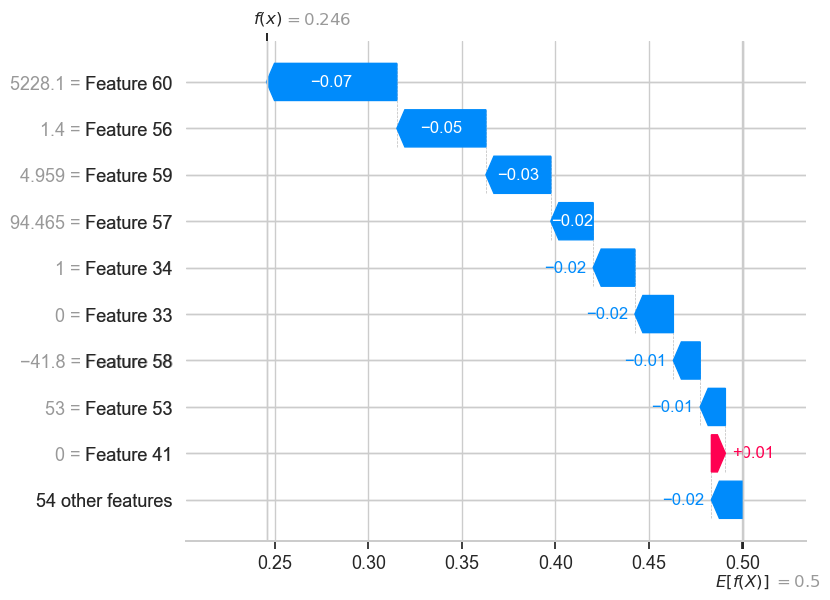 f(x) = 0.246
5228.1 = Feature 60
−0.07
1.4 = Feature 56
−0.05
4.959 = Feature 59
−0.03
94.465 = Feature 57
−0.02
1 = Feature 34
−0.02
0 = Feature 33
−0.02
−41.8 = Feature 58
−0.01
53 = Feature 53
−0.01
0 = Feature 41
+0.01
54 other features
−0.02
0.25 0.30 0.35 0.40 0.45 0.50
E[f(X)] = 0.5